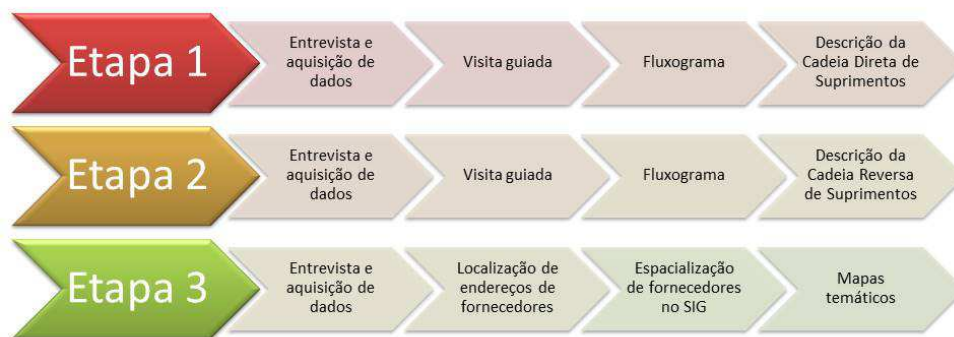 Etapa 1
Entrevista e
aquisição de
dados
Visita guiada
Fluxograma
Descrição da
Cadeia Direta de
Suprimentos
Etapa 2
Entrevista e
aquisição de
dados
Visita guiada
Fluxograma
Descrição da
Cadeia Reversa
de Suprimentos
Etapa 3
Entrevista e
aquisição de
dados
Localização de
endereços de
fornecedores
Espacialização
de fornecedores
no SIG
Mapas
temáticos